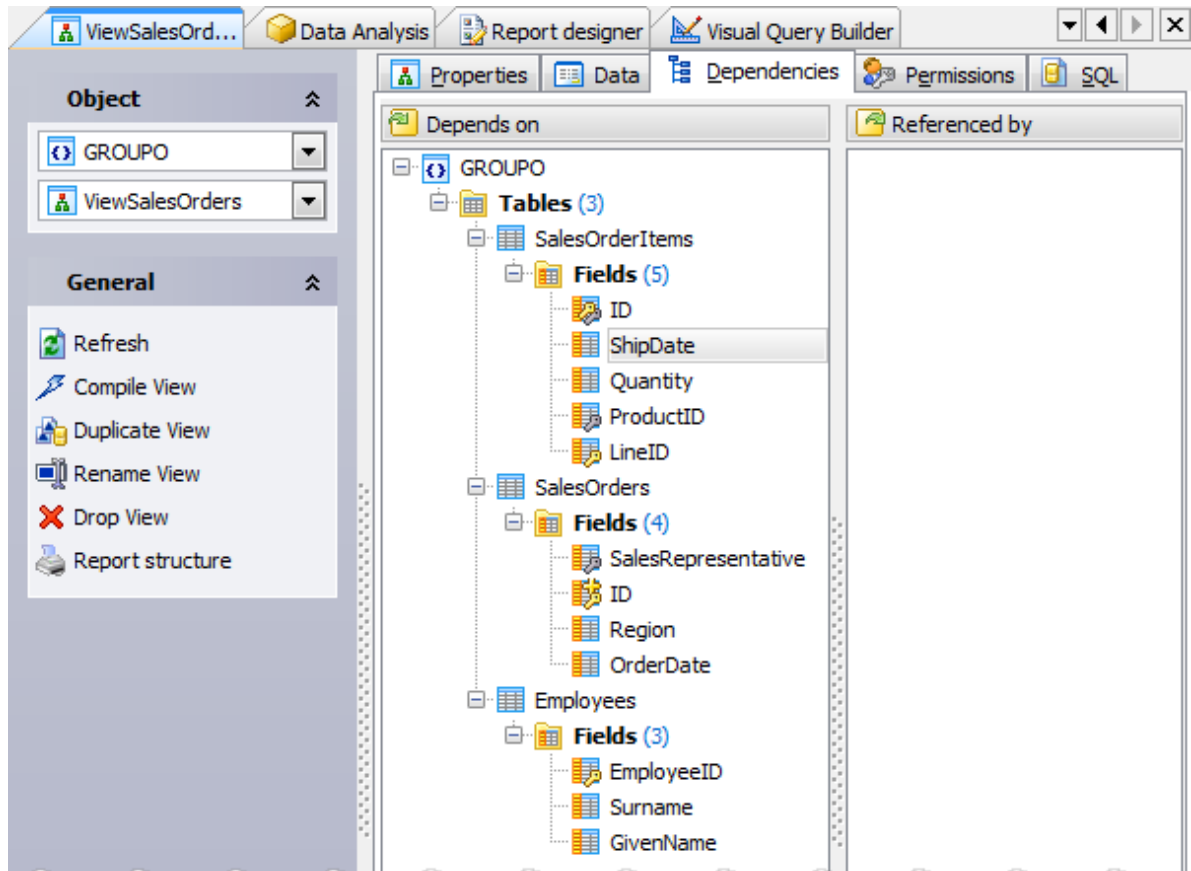 ViewSalesOrd...
Data Analysis
Report designer
Visual Query Builder
Properties
Data
Dependencies
Permissions
SQL
Object
GROUPO
ViewSalesOrders
General
Refresh
Compile View
Duplicate View
Rename View
Drop View
Report structure
Depends on
GROUPO
Tables (3)
SalesOrderItems
Fields (5)
ID
ShipDate
Quantity
ProductID
LineID
SalesOrders
Fields (4)
SalesRepresentative
ID
Region
OrderDate
Employees
Fields (3)
EmployeeID
Surname
GivenName
Referenced by